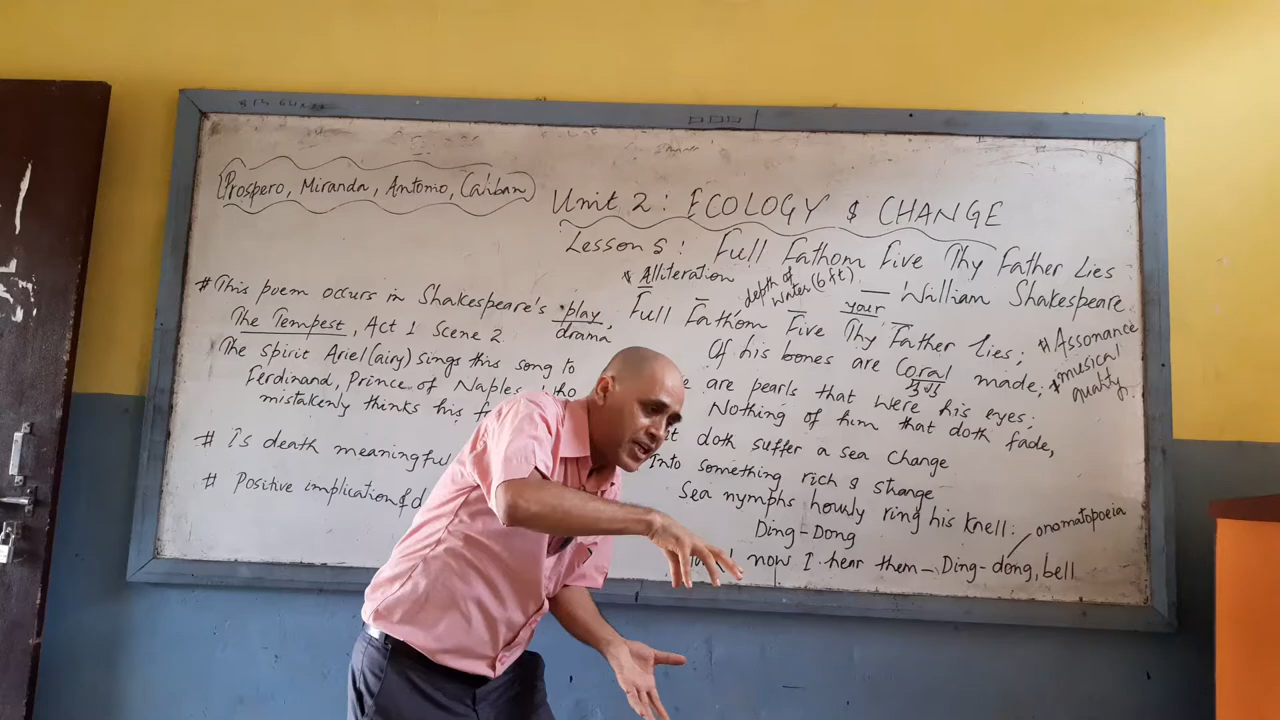 Prospero, Miranda, Antonio, Caliban
Unit 2 : ECOLOGY & CHANGE
Lesson 5 : Full Fathom Five Thy Father Lies
— William Shakespeare
# This poem occurs in Shakespeare's play,
drama
The Tempest, Act 1 Scene 2.
The spirit Ariel (airy) sings this song to
Ferdinand, Prince of Naples
mistakenly thinks his
# Is death meaningful
# Positive implication of
* Alliteration
depth of
water (6 ft)
your
Full Fathom Five Thy Father lies;
Of his bones are Coral made;
are pearls that were his eyes;
Nothing of him that doth fade,
doth suffer a sea change
Into something rich & strange
Sea nymphs hourly ring his knell:
Ding-Dong
now I hear them - Ding-dong, bell
onomatopoeia
# Assonance
* musical
quality